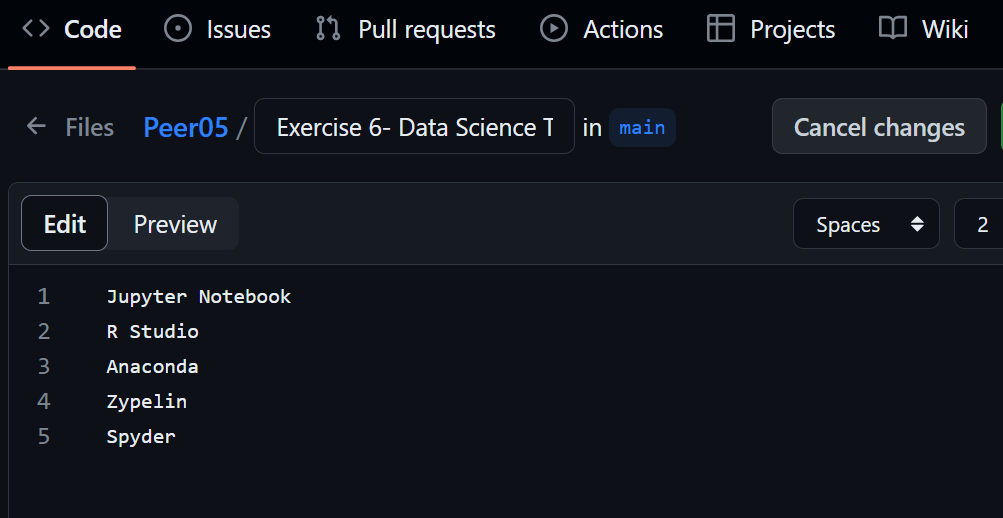 Code Issues Pull requests Actions Projects Wiki
Files Peer05 / Exercise 6- Data Science T in main Cancel changes
Edit Preview Spaces 2
1 Jupyter Notebook
2 R Studio
3 Anaconda
4 Zypelin
5 Spyder